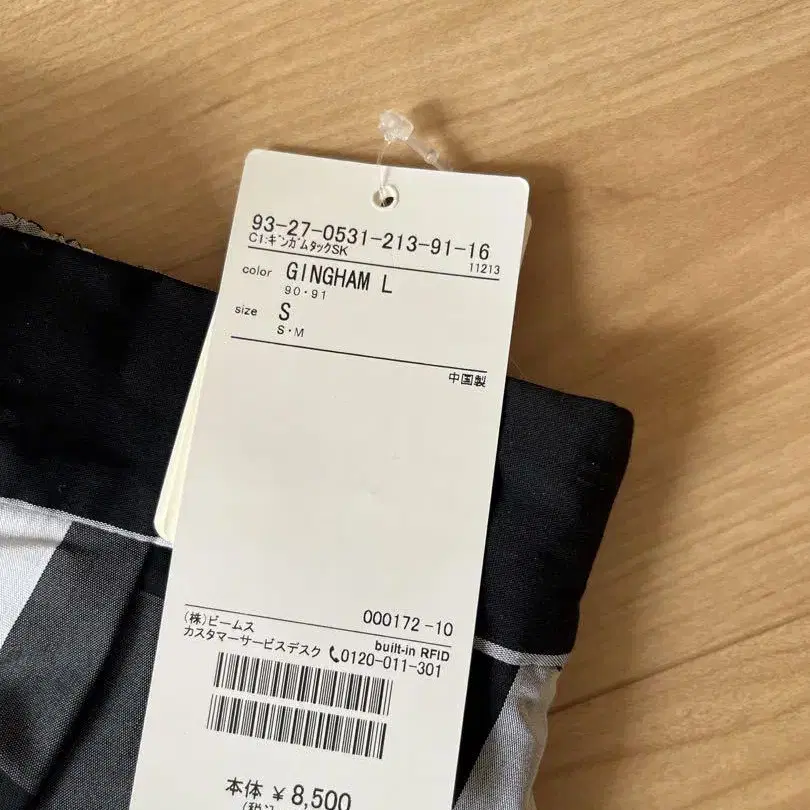 93-27-0531-213-91-16
C1:ギンガムタックSK
11213
color GINGHAM L
90・91
size S
S・M
中国製
000172-10
(株)ビームス
built-in RFID
カスタマーサービスデスク 0120-011-301
本体 ¥ 8,500
(税込